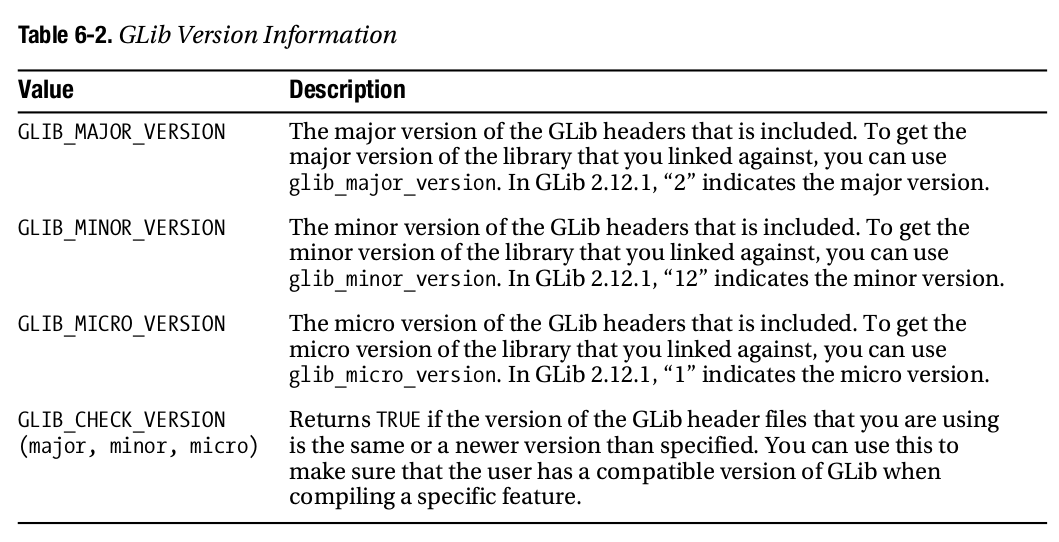 Table 6-2. GLib Version Information
Value Description
GLIB_MAJOR_VERSION The major version of the GLib headers that is included. To get the
major version of the library that you linked against, you can use
glib_major_version. In GLib 2.12.1, “2” indicates the major version.
GLIB_MINOR_VERSION The minor version of the GLib headers that is included. To get the
minor version of the library that you linked against, you can use
glib_minor_version. In GLib 2.12.1, “12” indicates the minor version.
GLIB_MICRO_VERSION The micro version of the GLib headers that is included. To get the
micro version of the library that you linked against, you can use
glib_micro_version. In GLib 2.12.1, “1” indicates the micro version.
GLIB_CHECK_VERSION Returns TRUE if the version of the GLib header files that you are using
(major, minor, micro) is the same or a newer version than specified. You can use this to
make sure that the user has a compatible version of GLib when
compiling a specific feature.